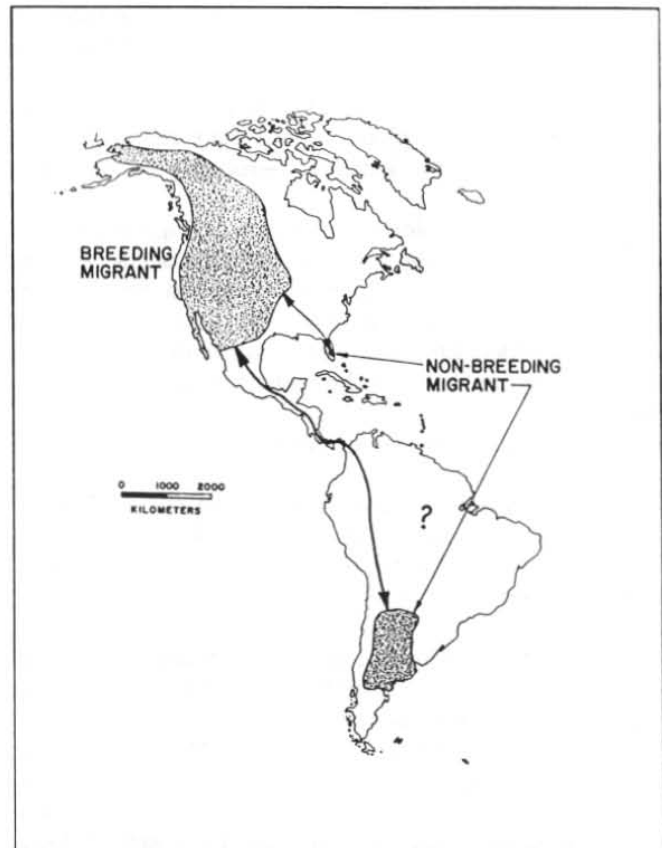 BREEDING
MIGRANT
NON-BREEDING
MIGRANT
0 1000 2000
KILOMETERS
?